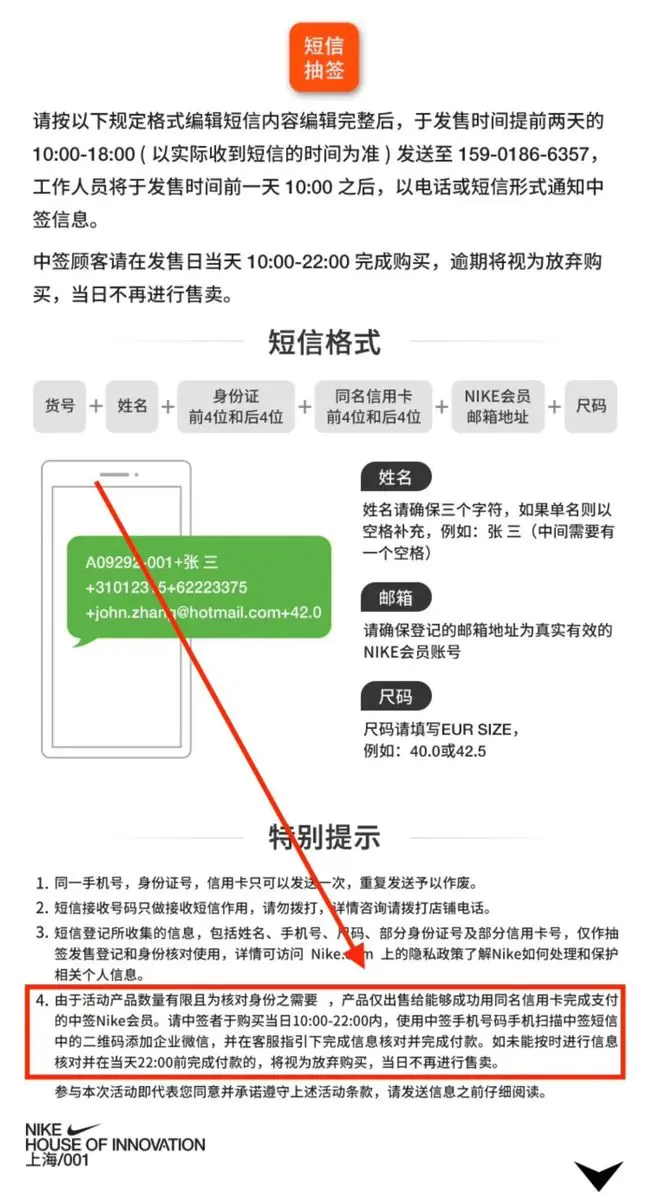 短信
抽签
请按以下规定格式编辑短信内容编辑完整后，于发售时间提前两天的
10:00-18:00 ( 以实际收到短信的时间为准 ) 发送至 159-0186-6357，
工作人员将于发售时间前一天 10:00 之后，以电话或短信形式通知中
签信息。
中签顾客请在发售日当天 10:00-22:00 完成购买，逾期将视为放弃购
买，当日不再进行售卖。
短信格式
货号 + 姓名 + 身份证 前4位和后4位 + 同名信用卡 前4位和后4位 + NIKE会员 邮箱地址 + 尺码
A09292-001+张 三
+31012315+62223375
+john.zhang@hotmail.com+42.0
姓名
姓名请确保三个字符，如果单名则以
空格补充，例如：张 三（中间需要有
一个空格）
邮箱
请确保登记的邮箱地址为真实有效的
NIKE会员账号
尺码
尺码请填写EUR SIZE，
例如：40.0或42.5
特别提示
1. 同一手机号，身份证号，信用卡只可以发送一次，重复发送予以作废。
2. 短信接收号码只做接收短信作用，请勿拨打，详情咨询请拨打店铺电话。
3. 短信登记所收集的信息，包括姓名、手机号、尺码、部分身份证号及部分信用卡号，仅作抽
签发售登记和身份核对使用，详情可访问 Nike.com 上的隐私政策了解Nike如何处理和保护
相关个人信息。
4. 由于活动产品数量有限且为核对身份之需要 ，产品仅出售给能够成功用同名信用卡完成支付
的中签Nike会员。请中签者于购买当日10:00-22:00内，使用中签手机号码手机扫描中签短信
中的二维码添加企业微信，并在客服指引下完成信息核对并完成付款。如未能按时进行信息
核对并在当天22:00前完成付款的，将视为放弃购买，当日不再进行售卖。
参与本次活动即代表您同意并承诺遵守上述活动条款，请发送信息之前仔细阅读。
NIKE
HOUSE OF INNOVATION
上海/001